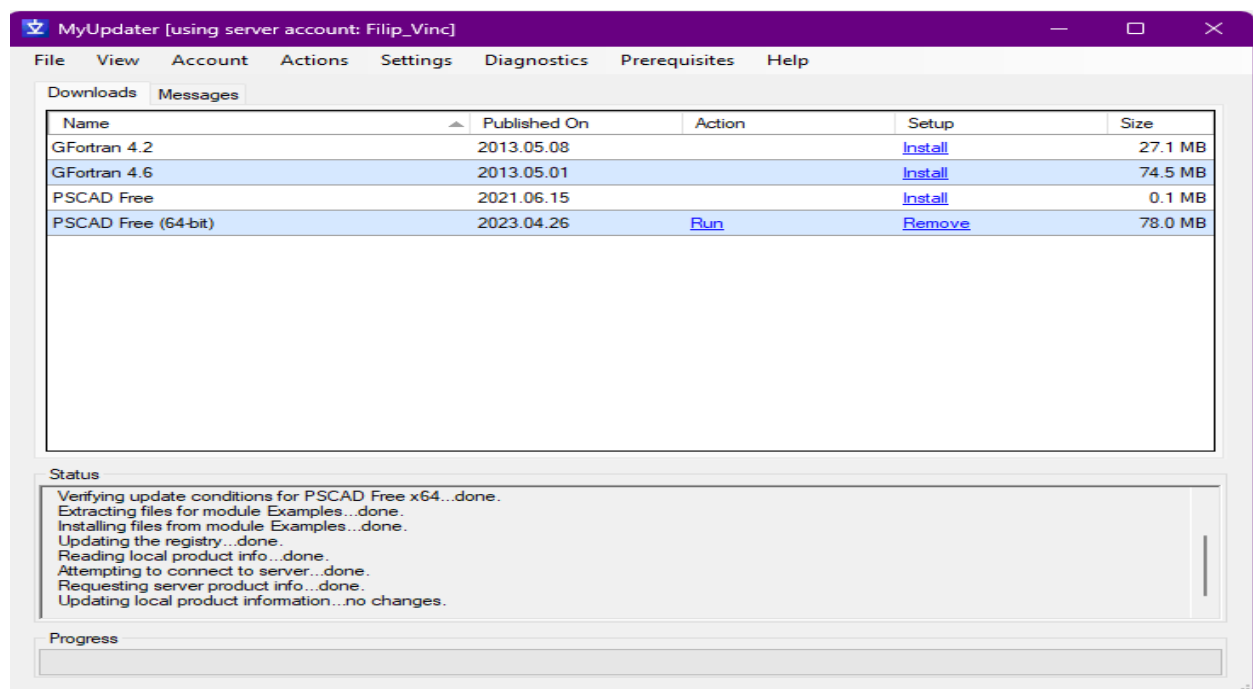 MyUpdater [using server account: Filip_Vinc]
File View Account Actions Settings Diagnostics Prerequisites Help
Downloads Messages
Name Published On Action Setup Size
GFortran 4.2 2013.05.08 Install 27.1 MB
GFortran 4.6 2013.05.01 Install 74.5 MB
PSCAD Free 2021.06.15 Install 0.1 MB
PSCAD Free (64-bit) 2023.04.26 Run Remove 78.0 MB
Status
Verifying update conditions for PSCAD Free x64...done.
Extracting files for module Examples...done.
Installing files from module Examples...done.
Updating the registry...done.
Reading local product info...done.
Attempting to connect to server...done.
Requesting server product info...done.
Updating local product information...no changes.
Progress